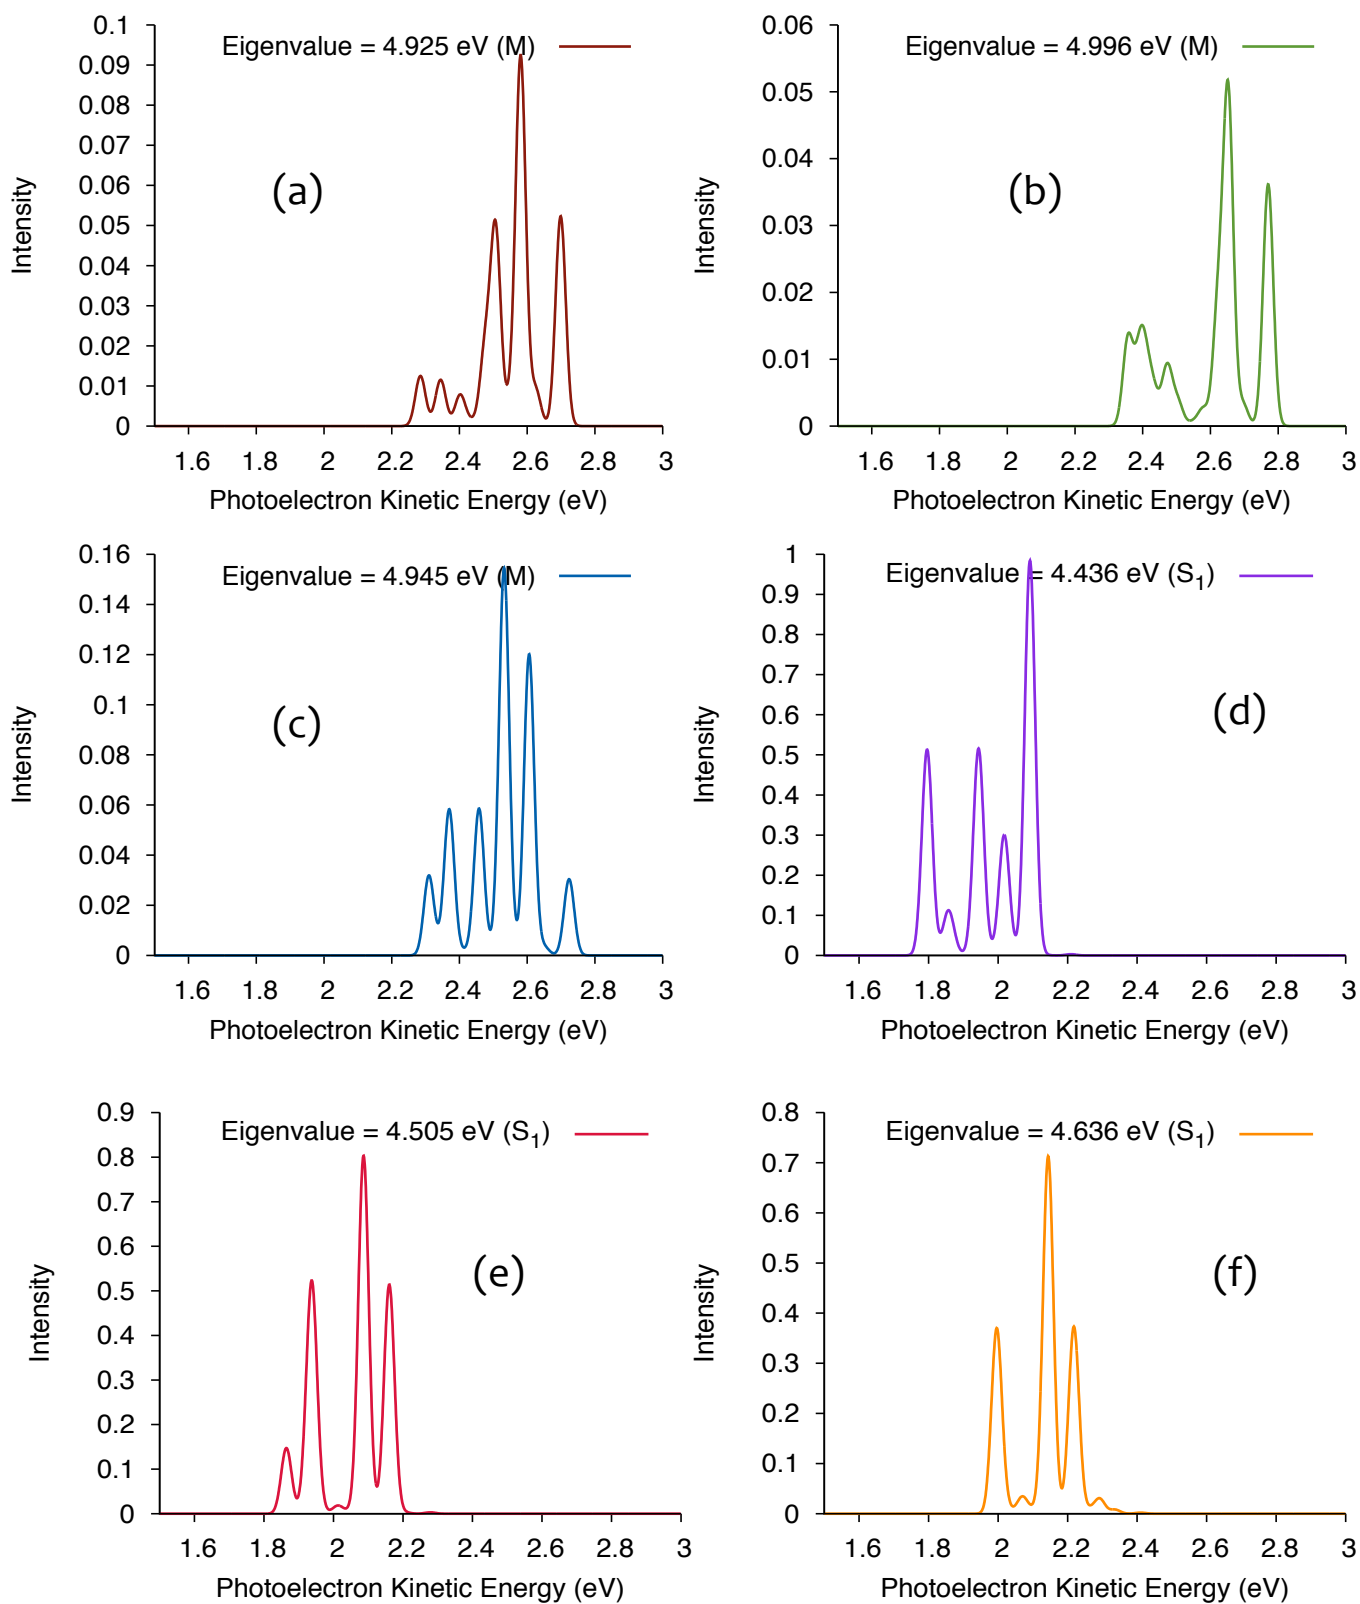 Eigenvalue = 4.925 eV (M)
0.1
0.09
0.08
0.07
0.06
0.05
0.04
0.03
0.02
0.01
0
Intensity
(a)
1.6 1.8 2 2.2 2.4 2.6 2.8 3
Photoelectron Kinetic Energy (eV)
Eigenvalue = 4.996 eV (M)
0.06
0.05
0.04
0.03
0.02
0.01
0
Intensity
(b)
1.6 1.8 2 2.2 2.4 2.6 2.8 3
Photoelectron Kinetic Energy (eV)
Eigenvalue = 4.945 eV (M)
0.16
0.14
0.12
0.1
0.08
0.06
0.04
0.02
0
Intensity
(c)
1.6 1.8 2 2.2 2.4 2.6 2.8 3
Photoelectron Kinetic Energy (eV)
Eigenvalue = 4.436 eV (S1)
1
0.9
0.8
0.7
0.6
0.5
0.4
0.3
0.2
0.1
0
Intensity
(d)
1.6 1.8 2 2.2 2.4 2.6 2.8 3
Photoelectron Kinetic Energy (eV)
Eigenvalue = 4.505 eV (S1)
0.9
0.8
0.7
0.6
0.5
0.4
0.3
0.2
0.1
0
Intensity
(e)
1.6 1.8 2 2.2 2.4 2.6 2.8 3
Photoelectron Kinetic Energy (eV)
Eigenvalue = 4.636 eV (S1)
0.8
0.7
0.6
0.5
0.4
0.3
0.2
0.1
0
Intensity
(f)
1.6 1.8 2 2.2 2.4 2.6 2.8 3
Photoelectron Kinetic Energy (eV)